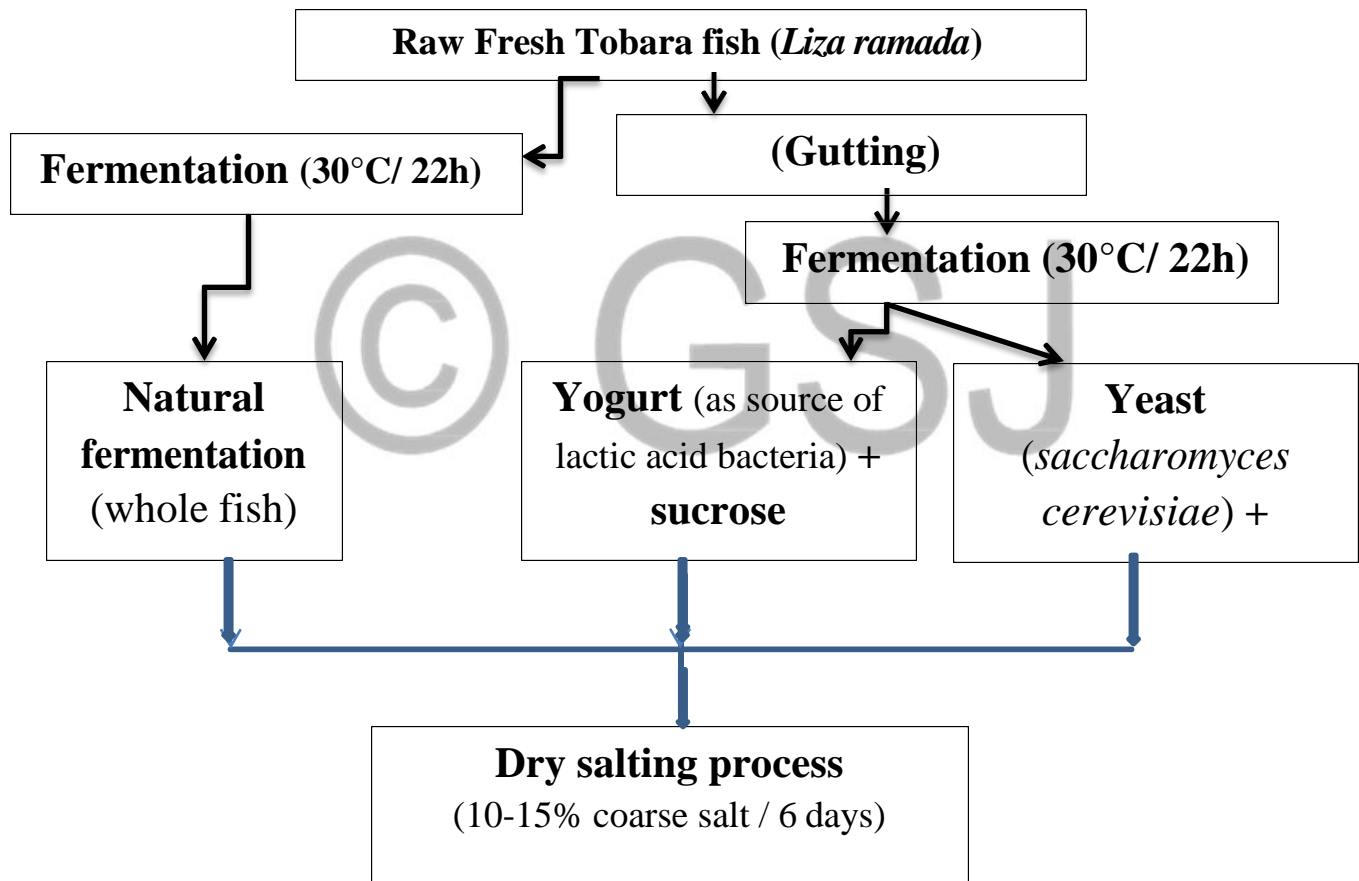 Raw Fresh Tobara fish (Liza ramada)
Fermentation (30°C/ 22h)
(Gutting)
Fermentation (30°C/ 22h)
Natural
fermentation
(whole fish)
Yogurt (as source of
lactic acid bacteria) +
sucrose
Yeast
(saccharomyces
cerevisiae) +
© GSJ
Dry salting process
(10-15% coarse salt / 6 days)